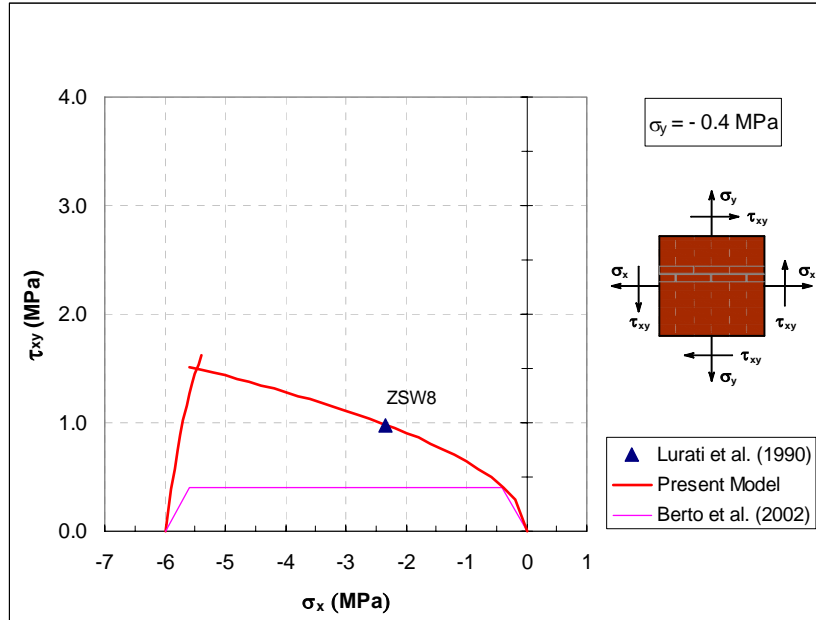 4.0
3.0
2.0
1.0
0.0
-7 -6 -5 -4 -3 -2 -1 0 1
τxy (MPa)
σx (MPa)
ZSW8
σy = - 0.4 MPa
σy
τxy
σx
σx
τxy
τxy
τxy
σy
Lurati et al. (1990)
Present Model
Berto et al. (2002)